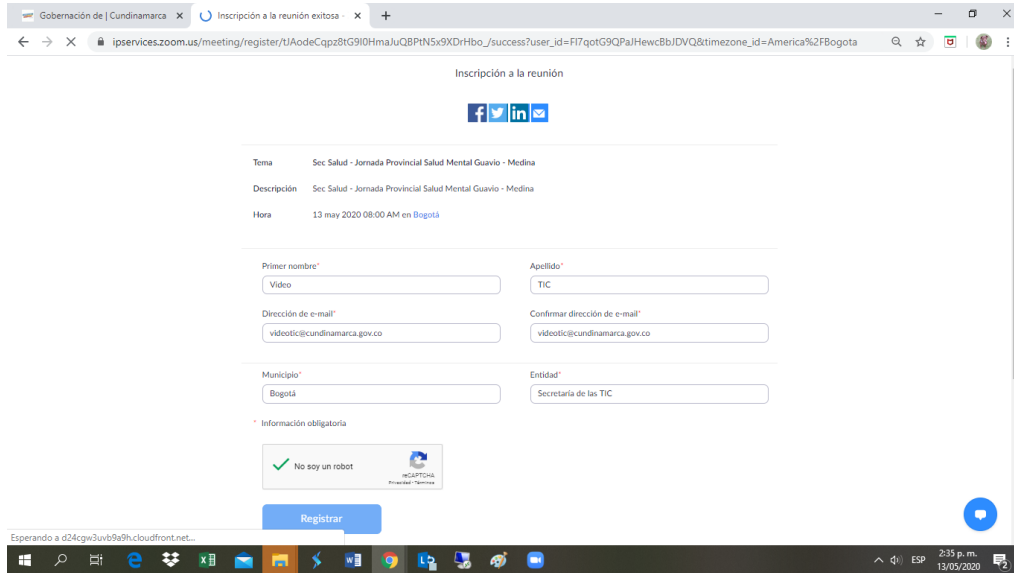 Gobernación de | Cundinamarca
Inscripción a la reunión exitosa
ipservices.zoom.us/meeting/register/tJAodeCqpz8tG9I0HmaJuQBPtN5x9XDrHbo_/success?user_id=FI7qotG9QPaJHewcBbJDVQ&timezone_id=America%2FBogota
Inscripción a la reunión
Tema Sec Salud - Jornada Provincial Salud Mental Guavio - Medina
Descripción Sec Salud - Jornada Provincial Salud Mental Guavio - Medina
Hora 13 may 2020 08:00 AM en Bogotá
Primer nombre* Apellido*
Video TIC
Dirección de e-mail* Confirmar dirección de e-mail*
videotic@cundinamarca.gov.co videotic@cundinamarca.gov.co
Municipio* Entidad*
Bogotá Secretaría de las TIC
* Información obligatoria
No soy un robot
reCAPTCHA
Privacidad - Términos
Registrar
Esperando a d24cgw3uvb9a9h.cloudfront.net...
ESP
2:35 p. m.
13/05/2020
2